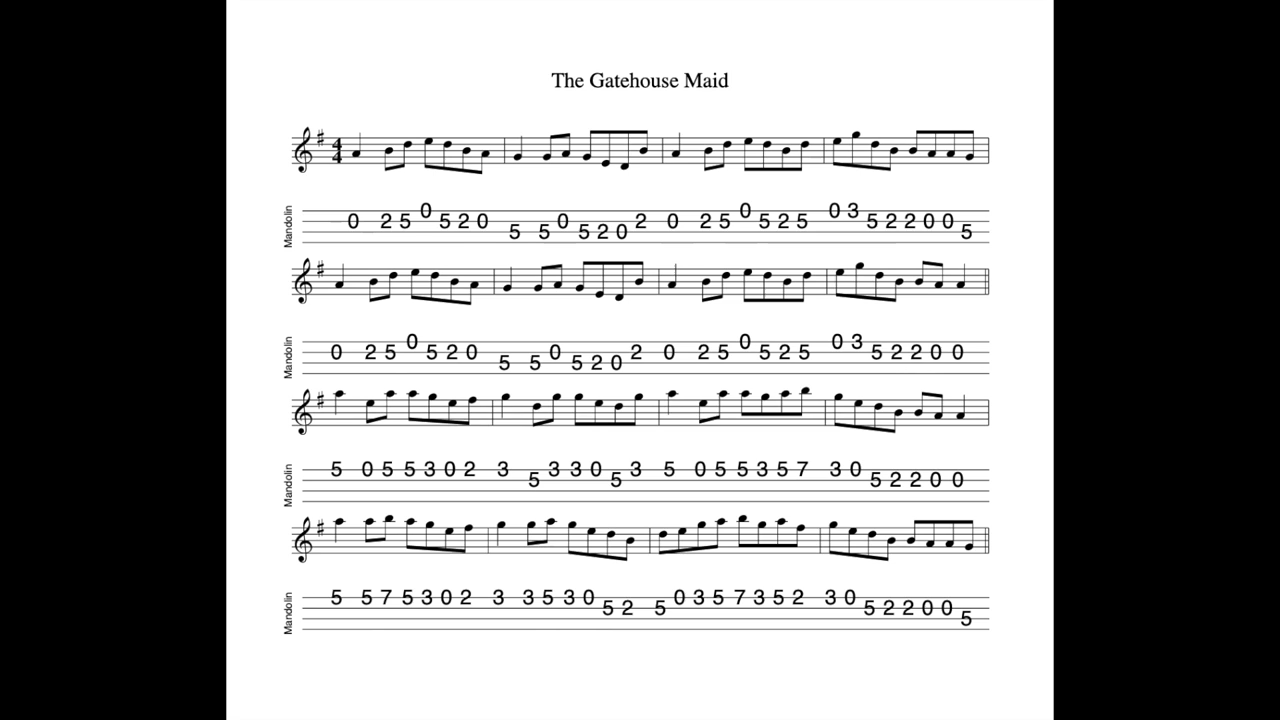 The Gatehouse Maid
4
4
Mandolin
0 2 5 0 5 2 0 5 5 0 5 2 0 2 0 2 5 0 5 2 5 0 3 5 2 2 0 0 5
Mandolin
0 2 5 0 5 2 0 5 5 0 5 2 0 2 0 2 5 0 5 2 5 0 3 5 2 2 0 0
Mandolin
5 0 5 5 3 0 2 3 5 3 3 0 5 3 5 0 5 5 3 5 7 3 0 5 2 2 0 0
Mandolin
5 5 7 5 3 0 2 3 3 5 3 0 5 2 5 0 3 5 7 3 5 2 3 0 5 2 2 0 0 5